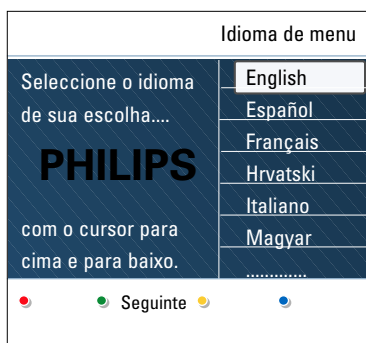 Idioma de menu
Seleccione o idioma
de sua escolha....
PHILIPS
com o cursor para
cima e para baixo.
English
Español
Français
Hrvatski
Italiano
Magyar
.............
Seguinte